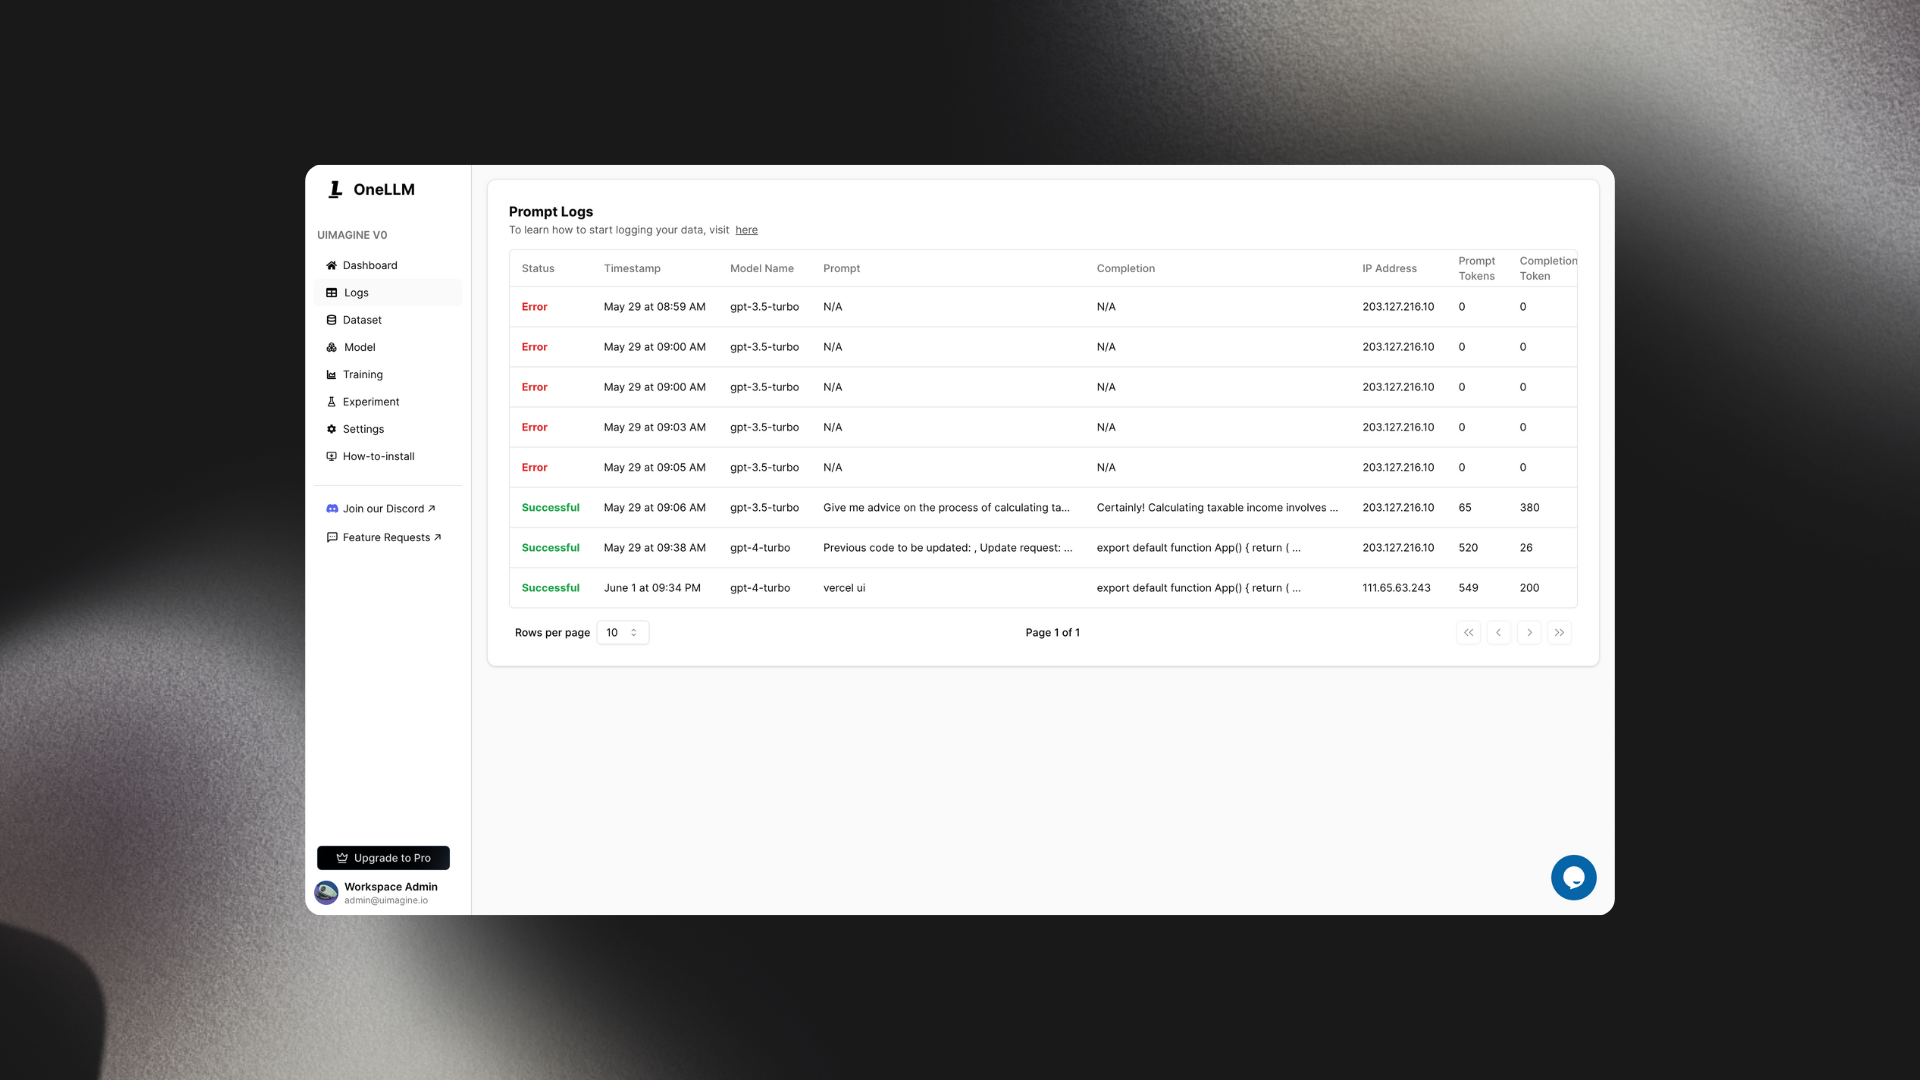 OneLLM
UIMAGINE V0
Dashboard
Logs
Dataset
Model
Training
Experiment
Settings
How-to-install
Join our Discord
Feature Requests
Upgrade to Pro
Workspace Admin
admin@uimagine.io
Prompt Logs
To learn how to start logging your data, visit here
Status Timestamp Model Name Prompt Completion IP Address Prompt Tokens Completion Token
Error May 29 at 08:59 AM gpt-3.5-turbo N/A N/A 203.127.216.10 0 0
Error May 29 at 09:00 AM gpt-3.5-turbo N/A N/A 203.127.216.10 0 0
Error May 29 at 09:00 AM gpt-3.5-turbo N/A N/A 203.127.216.10 0 0
Error May 29 at 09:03 AM gpt-3.5-turbo N/A N/A 203.127.216.10 0 0
Error May 29 at 09:05 AM gpt-3.5-turbo N/A N/A 203.127.216.10 0 0
Successful May 29 at 09:06 AM gpt-3.5-turbo Give me advice on the process of calculating ta... Certainly! Calculating taxable income involves ... 203.127.216.10 65 380
Successful May 29 at 09:38 AM gpt-4-turbo Previous code to be updated: , Update request: ... export default function App() { return ( ... 203.127.216.10 520 26
Successful June 1 at 09:34 PM gpt-4-turbo vercel ui export default function App() { return ( ... 111.65.63.243 549 200
Rows per page 10 Page 1 of 1